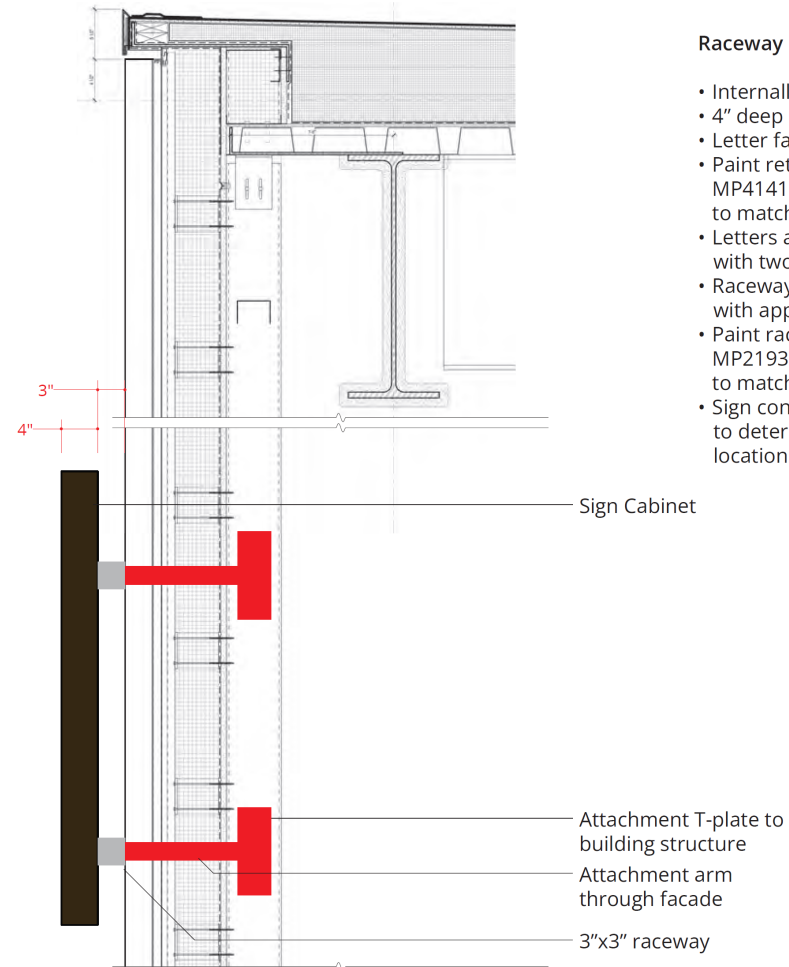 Raceway
• Internall
• 4” deep
• Letter fa
• Paint ret
MP4141
to match
• Letters a
with two
• Raceway
with app
• Paint rac
MP2193
to match
• Sign con
to deter
location
3"
4"
Sign Cabinet
Attachment T-plate to
building structure
Attachment arm
through facade
3”x3” raceway